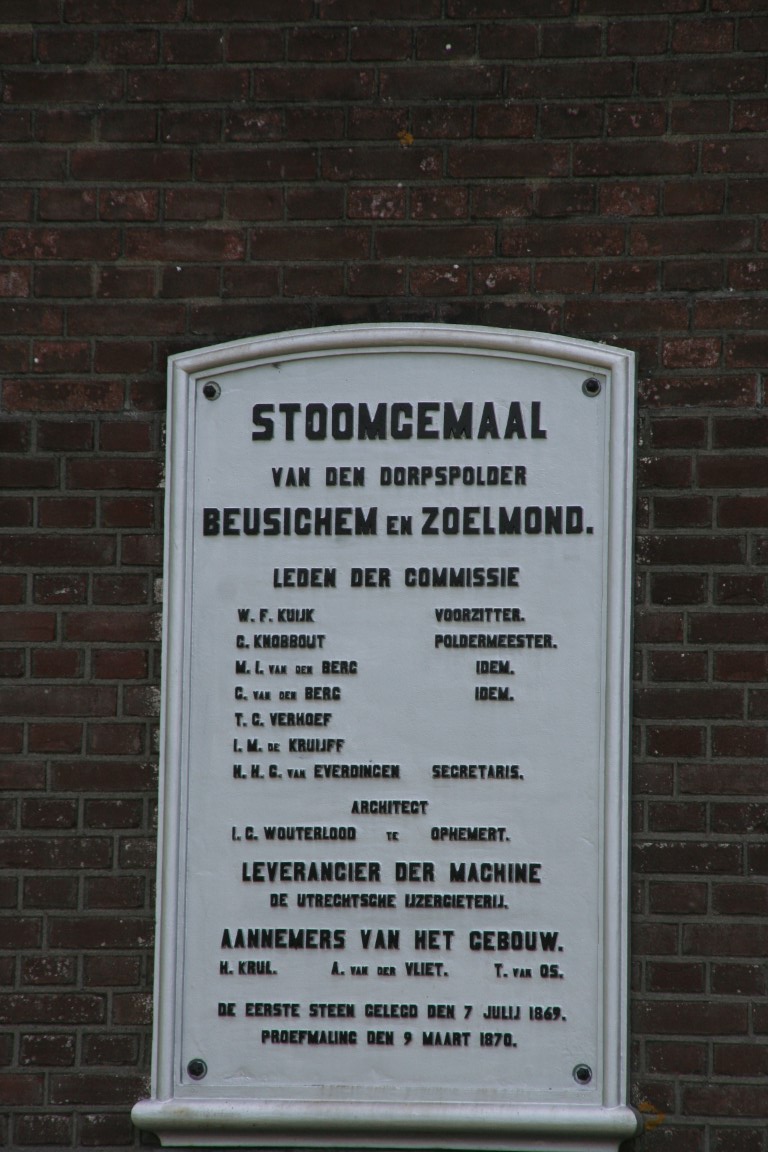 STOOMGEMAAL
VAN DEN DORPSPOLDER
BEUSICHEM EN ZOELMOND.
LEDEN DER COMMISSIE
W. F. KUIJK VOORZITTER.
C. KNOBBOUT POLDERMEESTER.
M. I. VAN DEN BERG IDEM.
C. VAN DEN BERG IDEM.
T. C. VERHOEF
I. M. DE KRUIJFF
H. H. G. VAN EVERDINGEN SECRETARIS.
ARCHITECT
I. C. WOUTERLOOD TE OPHEMERT.
LEVERANCIER DER MACHINE
DE UTRECHTSCHE IJZERGIETERIJ.
AANNEMERS VAN HET GEBOUW.
H. KRUL. A. VAN DER VLIET. T. VAN OS.
DE EERSTE STEEN GELEGD DEN 7 JULIJ 1869.
PROEFMALING DEN 9 MAART 1870.